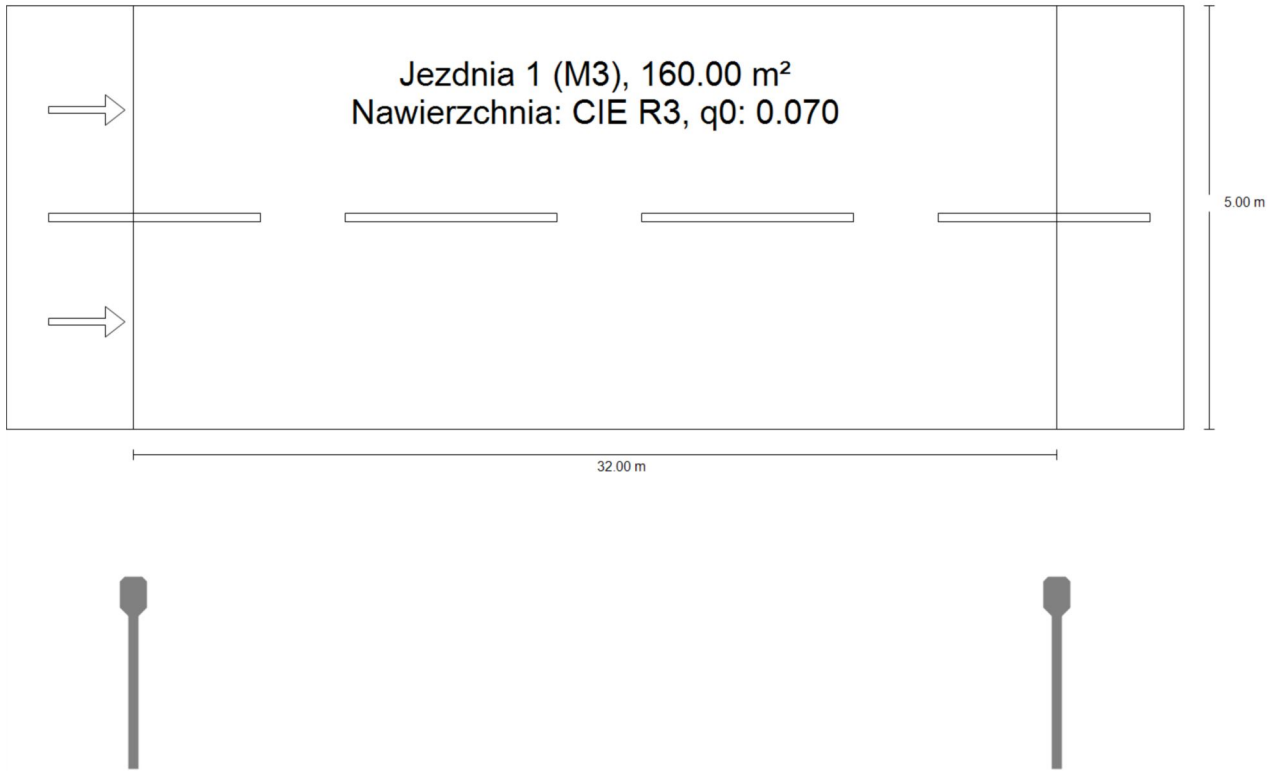 Jezdnia 1 (M3), 160.00 m²
Nawierzchnia: CIE R3, q0: 0.070
5.00 m
32.00 m